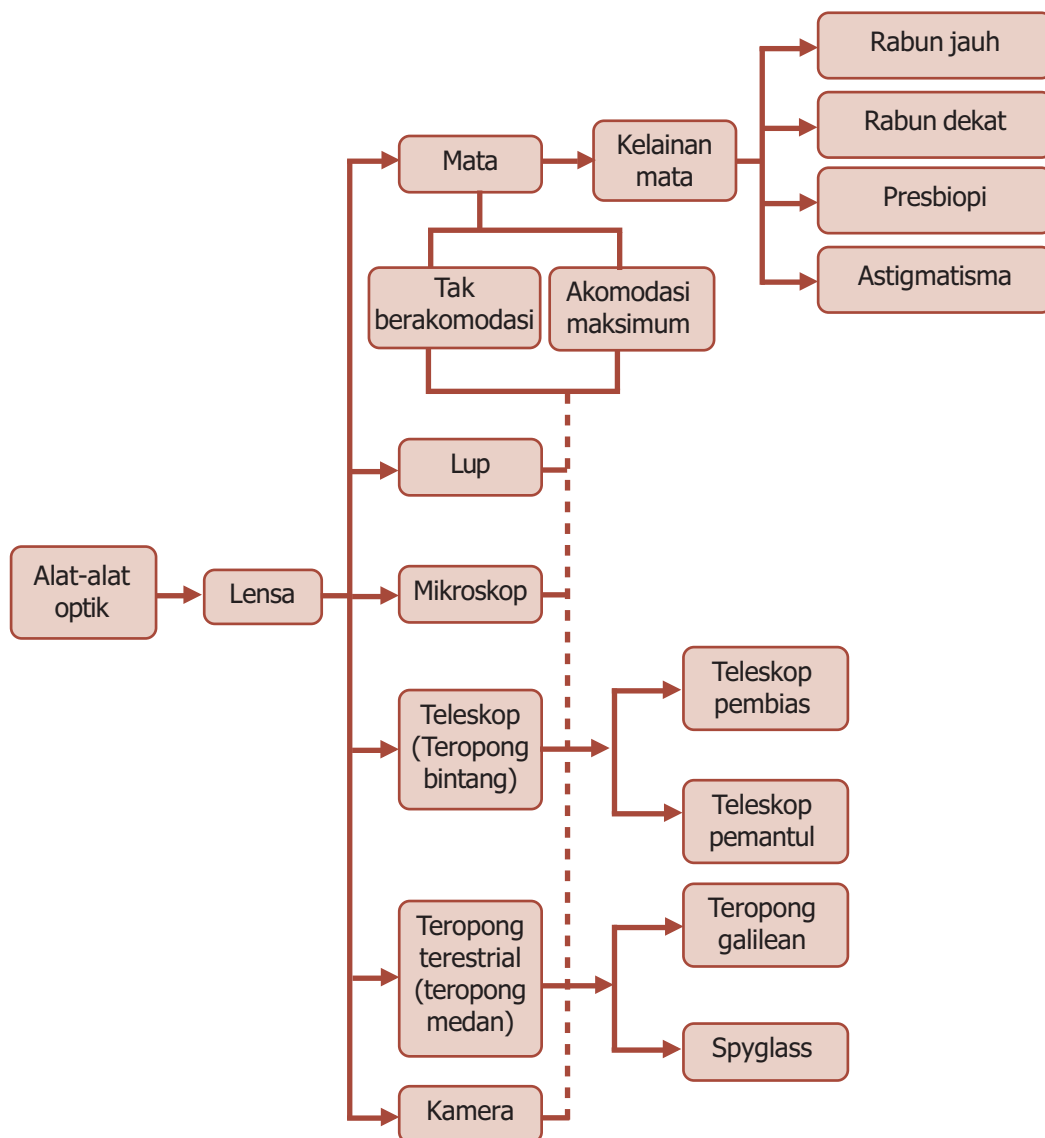 Rabun jauh
Rabun dekat
Presbiopi
Astigmatisma
Mata
Kelainan
mata
Tak
berakomodasi
Akomodasi
maksimum
Lup
Alat-alat
optik
Lensa
Mikroskop
Teleskop
(Teropong
bintang)
Teleskop
pembias
Teleskop
pemantul
Teropong
terestrial
(teropong
medan)
Teropong
galilean
Spyglass
Kamera